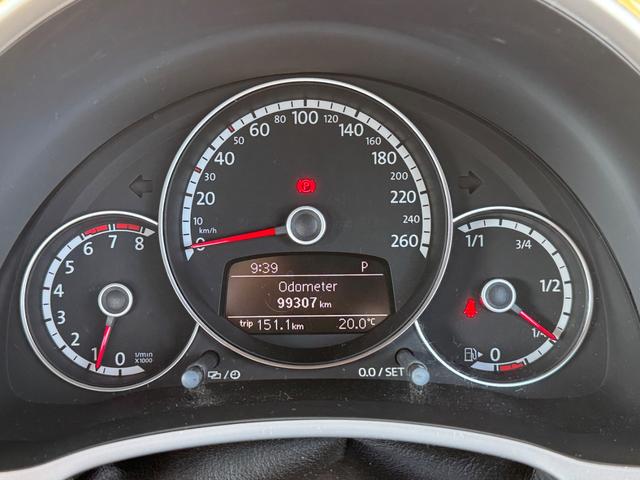 80 100 120
60 140
50 160
40 180
30 200
20 220
10 240
km/h
0 260
P
9:39 P
Odometer
99307 km
trip 151.1 km 20.0°C
6 7 8
5
4
3
2
1 0
1/min
X1000
1/1 3/4
1/2
1/4
0
0.0 / SET